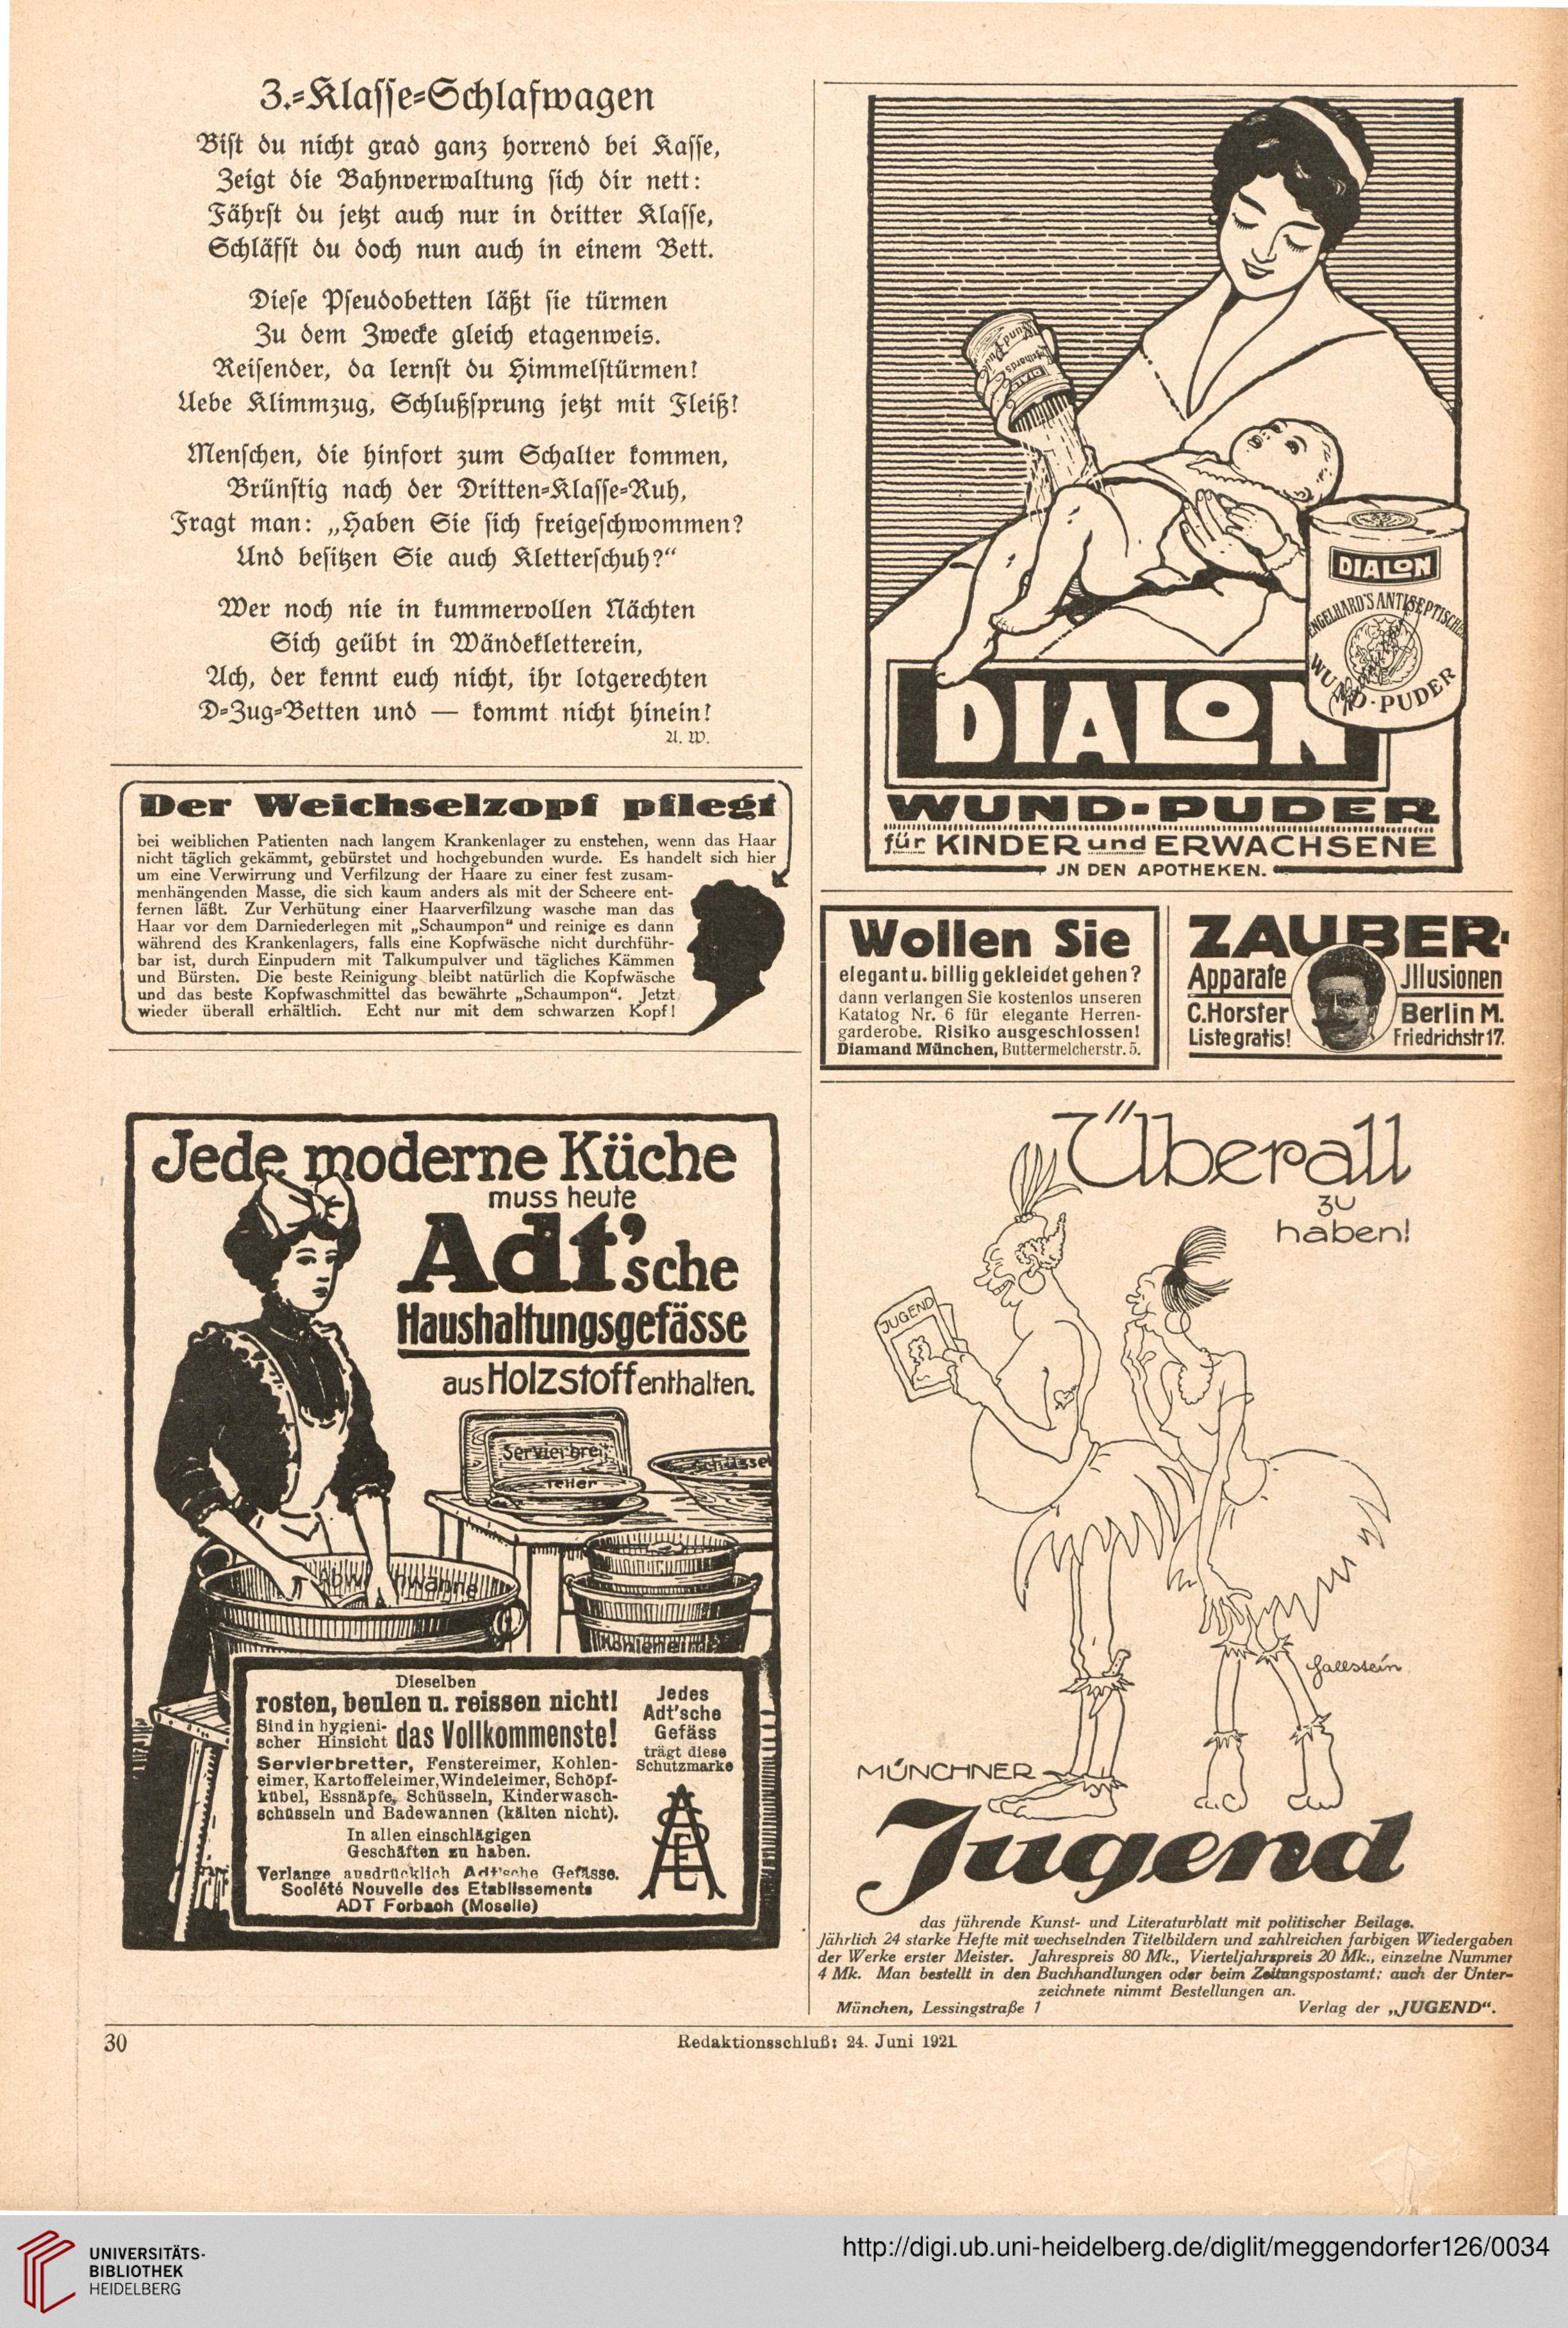 3.-Klasse-Schlafwagen
Bist du nicht grad ganz horrend bei Kasse,
Zeigt die Bahnverwaltung sich dir nett:
Fährst du jetzt auch nur in dritter Klasse,
Schläfst du doch nun auch in einem Bett.
Diese Pseudobetten läßt sie türmen
Zu dem Zwecke gleich etagenweis.
Reisender, da lernst du Himmelstürmen!
Uebe Klimmzug, Schlußsprung jetzt mit Fleiß!
Menschen, die hinfort zum Schalter kommen,
Brünstig nach der Dritten-Klasse-Ruh,
Fragt man: „Haben Sie sich freigeschwommen?
Und besitzen Sie auch Kletterschuh?“
Wer noch nie in kummervollen Nächten
Sich geübt in Wändekletterein,
Ach, der kennt euch nicht, ihr lotgerechten
D-Zug-Betten und — kommt nicht hinein!
A. W.
Der Weichselzopf pflegt
bei weiblichen Patienten nach langem Krankenlager zu enstehen, wenn das Haar
nicht täglich gekämmt, gebürstet und hochgebunden wurde. Es handelt sich hier
um eine Verwirrung und Verfilzung der Haare zu einer fest zusam-
menhängenden Masse, die sich kaum anders als mit der Scheere ent-
fernen läßt. Zur Verhütung einer Haarverfilzung wasche man das
Haar vor dem Darniederlegen mit „Schaumpon“ und reinige es dann
während des Krankenlagers, falls eine Kopfwäsche nicht durchführ-
bar ist, durch Einpudern mit Talkumpulver und tägliches Kämmen
und Bürsten. Die beste Reinigung bleibt natürlich die Kopfwäsche
und das beste Kopfwaschmittel das bewährte „Schaumpon“. Jetzt
wieder überall erhältlich. Echt nur mit dem schwarzen Kopf!
Jede moderne Küche
muss heute
Adt'sche
Haushaltungsgefässe
aus Holzstoff enthalten.
Servierbrett
Teller
Schüssel
Abwaschwanne
Kohleneimer
Dieselben
rosten, beulen u. reissen nicht!
Sind in hygieni-
scher Hinsicht das Vollkommenste!
Servierbretter, Fenstereimer, Kohlen-
eimer, Kartoffeleimer, Windeleimer, Schöpf-
kübel, Essnäpfe, Schüsseln, Kinderwasch-
schüsseln und Badewannen (kälten nicht).
In allen einschlägigen
Geschäften zu haben.
Verlange ausdrücklich Adt'sche Gefässe.
Société Nouvelle des Etablissements
ADT Forbach (Moselle)
Jedes
Adt'sche
Gefäss
trägt diese
Schutzmarke
DIALON
ENGELHARD'S ANTISEPTISCHER
WUND-PUDER
DIALON
WUND-PUDER
für KINDER und ERWACHSENE
JN DEN APOTHEKEN.
Wollen Sie
elegant u. billig gekleidet gehen?
dann verlangen Sie kostenlos unseren
Katatog Nr. 6 für elegante Herren-
garderobe. Risiko ausgeschlossen!
Diamand München, Buttermelcherstr. 5.
ZAUBER-
Apparate Jllusionen
C. Horster Berlin M.
Liste gratis! Friedrichstr 17.
Überall
zu
haben!
JUGEND
Hallstein
MÜNCHNER
Jugend
das führende Kunst- und Literaturblatt mit politischer Beilage.
Jährlich 24 starke Hefte mit wechselnden Titelbildern und zahlreichen farbigen Wiedergaben
der Werke erster Meister. Jahrespreis 80 Mk., Vierteljahrspreis 20 Mk., einzelne Nummer
4 Mk. Man bestellt in den Buchhandlungen oder beim Zeitungspostamt; auch der Unter-
zeichnete nimmt Bestellungen an.
München, Lessingstraße 1 Verlag der „JUGEND“.
30 Redaktionsschluß: 24. Juni 1921
UNIVERSITÄTS-
BIBLIOTHEK
HEIDELBERG
http://digi.ub.uni-heidelberg.de/diglit/meggendorfer126/0034